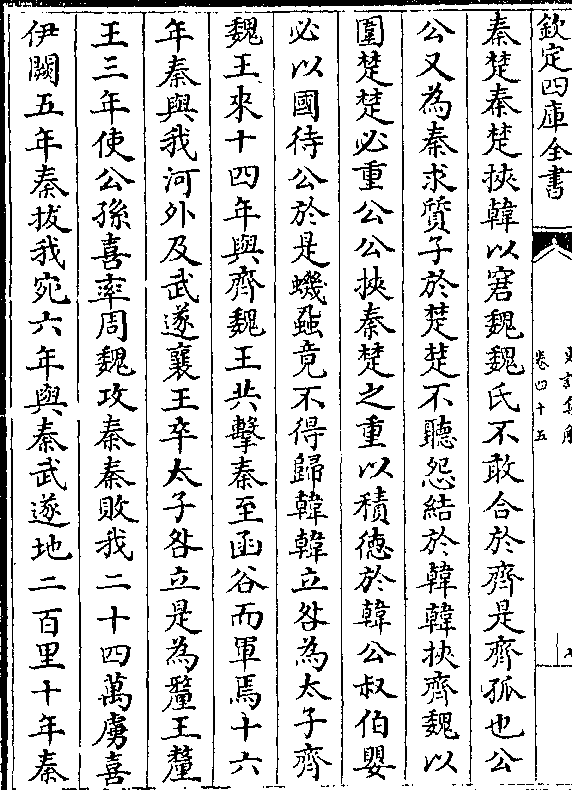 欽定四庫全書
卷四十五
秦楚秦楚挾韓以窘魏魏氏不敢合於齊是齊孤也公
公又為秦求質子於楚楚不聽怨結於韓韓挾齊魏以
圍楚楚必重公公挾秦楚之重以積德於韓公叔伯嬰
必以國待公於是蟣蝨竟不得歸韓韓立咎為太子齊
魏王來十四年與齊魏王共擊秦至函谷而軍焉十六
年秦與我河外及武遂襄王卒太子咎立是為釐王釐
王三年使公孫喜率周魏攻秦秦敗我二十四萬虜喜
伊闕五年秦拔我宛六年與秦武遂地二百里十年秦